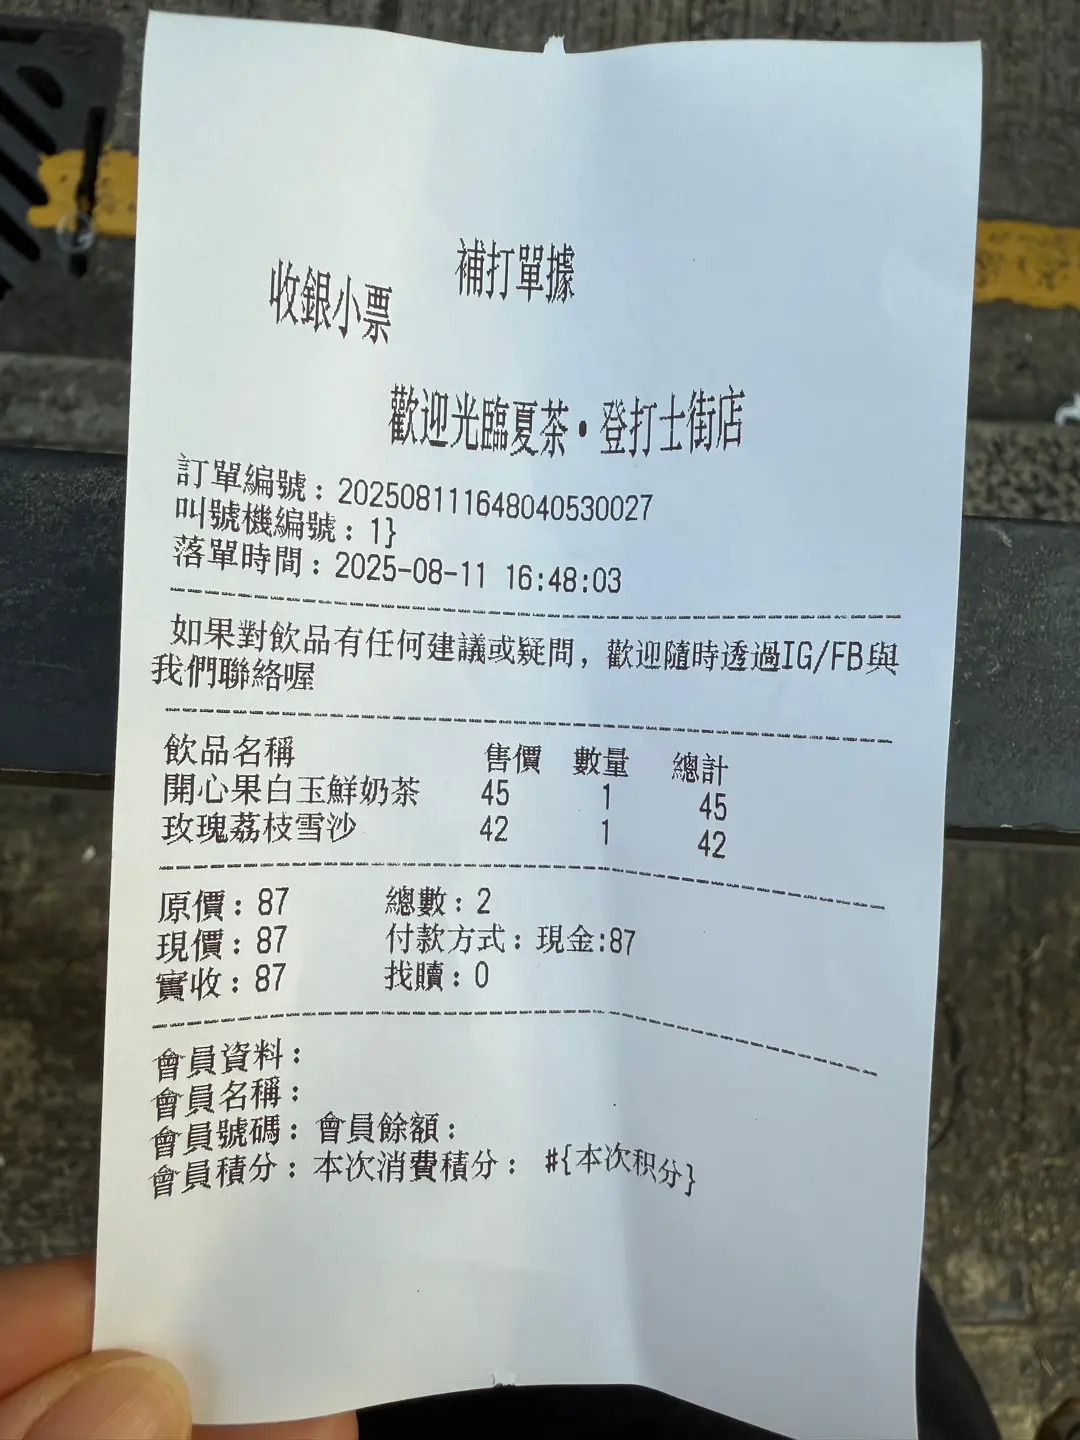 補打單據
收銀小票
歡迎光臨夏茶•登打士街店
訂單編號：202508111648040530027
叫號機編號：1}
落單時間：2025-08-11 16:48:03
如果對飲品有任何建議或疑問，歡迎隨時透過IG/FB與
我們聯絡喔
飲品名稱 售價 數量 總計
開心果白玉鮮奶茶 45 1 45
玫瑰荔枝雪沙 42 1 42
原價：87 總數：2
現價：87 付款方式：現金:87
實收：87 找贖：0
會員資料：
會員名稱：
會員號碼：會員餘額：
會員積分：本次消費積分： #{本次积分}